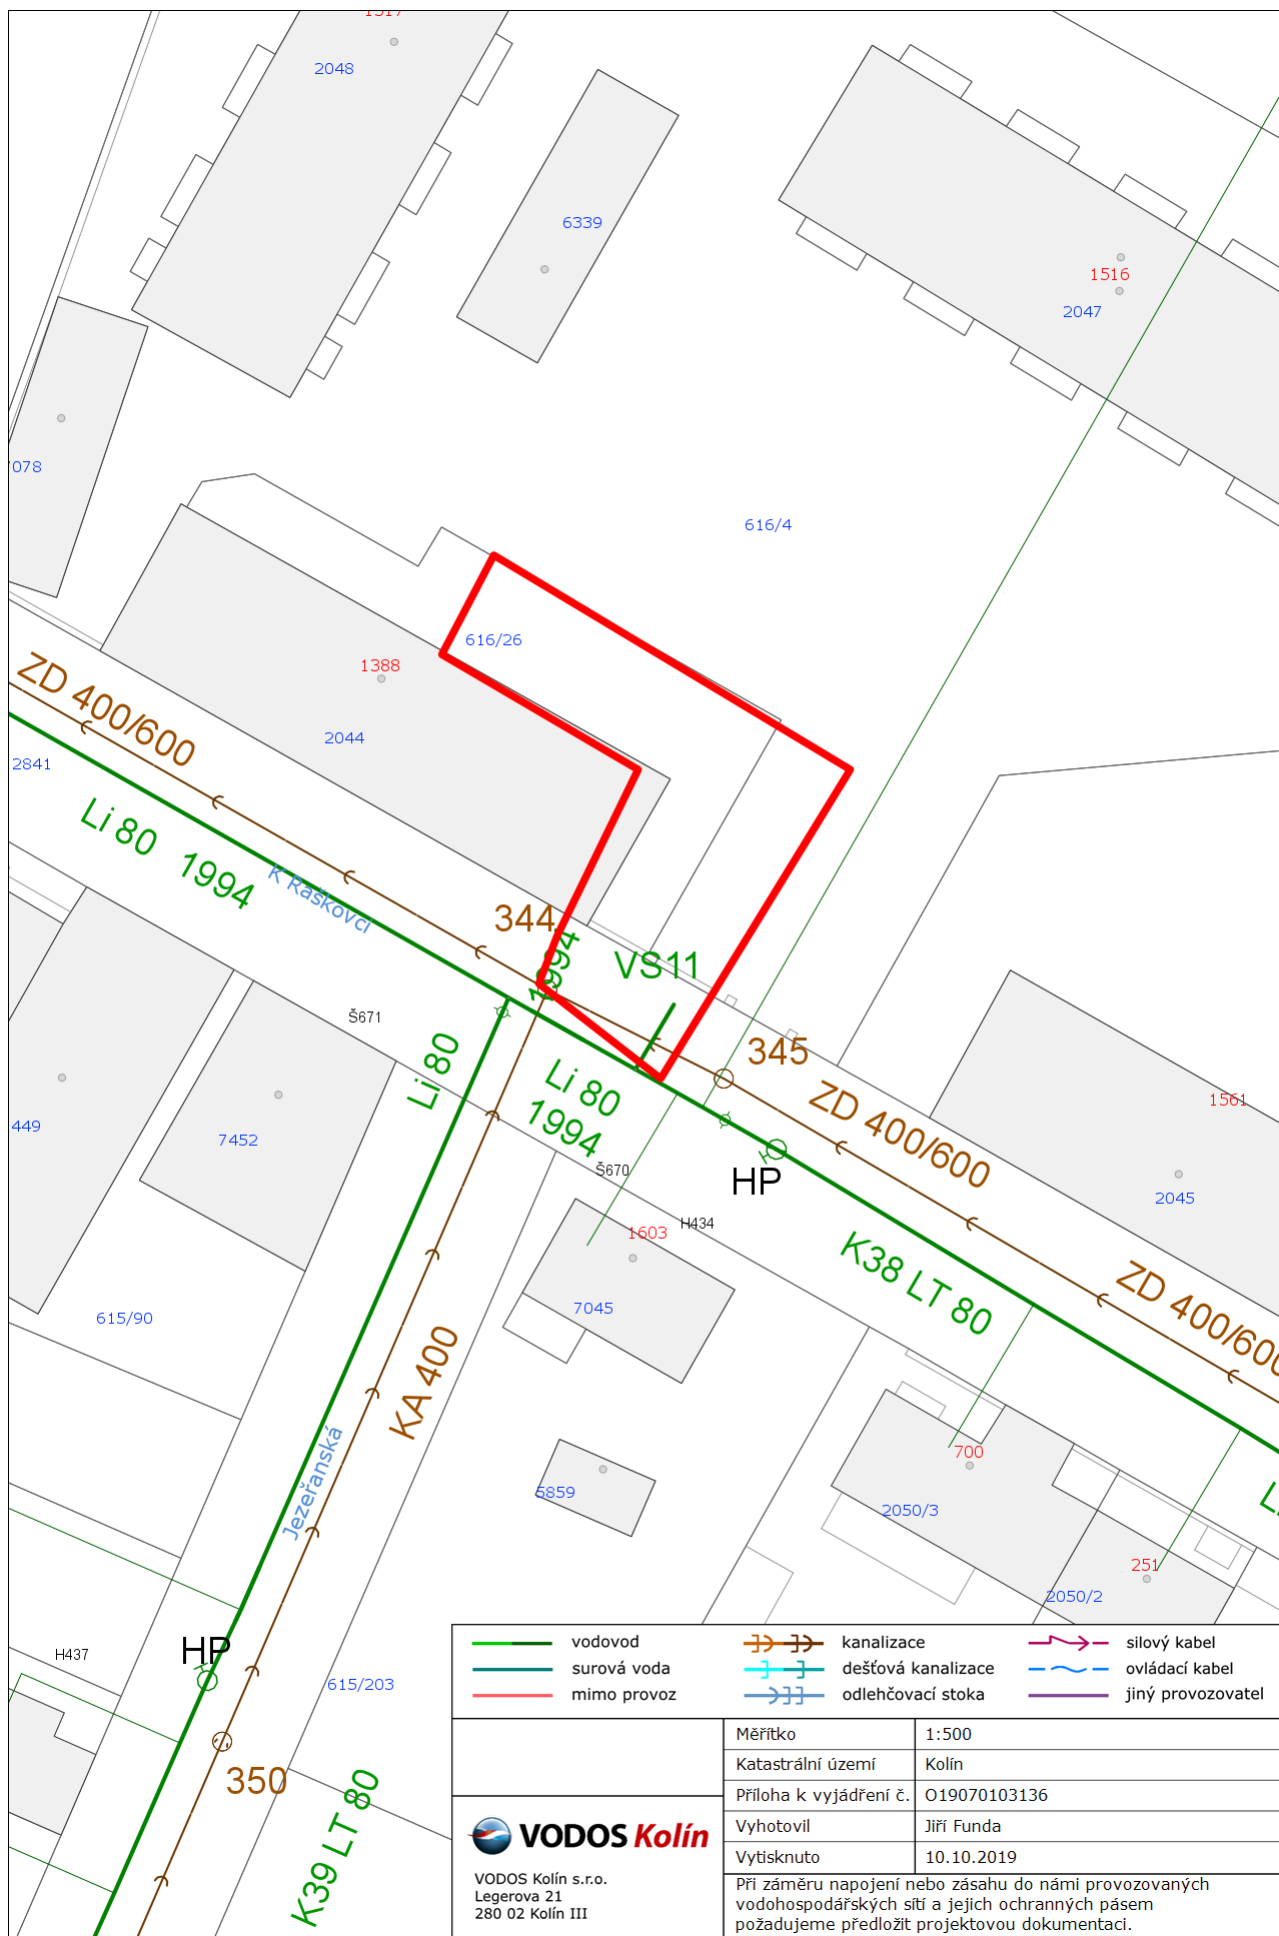 1517
2048
6339
1516
2047
616/4
616/26
1388
2044
2841
ZD 400/600
Li 80 1994
K Raškovci
344
1994
VS11
Š671
Li 80
Li 80
1994
345
ZD 400/600
1561
2045
449
7452
Š670
HP
H434
1603
7045
K38 LT 80
ZD 400/600
615/90
KA 400
Jezeřanská
5859
700
2050/3
251
2050/2
H437
HP
615/203
350
K39 LT 80
vodovod
surová voda
mimo provoz
kanalizace
dešťová kanalizace
odlehčovací stoka
silový kabel
ovládací kabel
jiný provozovatel
Měřítko 1:500
Katastrální území Kolín
Příloha k vyjádření č. O19070103136
Vyhotovil Jiří Funda
Vytisknuto 10.10.2019
VODOS Kolín
VODOS Kolín s.r.o.
Legerova 21
280 02 Kolín III
Při záměru napojení nebo zásahu do námi provozovaných
vodohospodářských sítí a jejich ochranných pásem
požadujeme předložit projektovou dokumentaci.